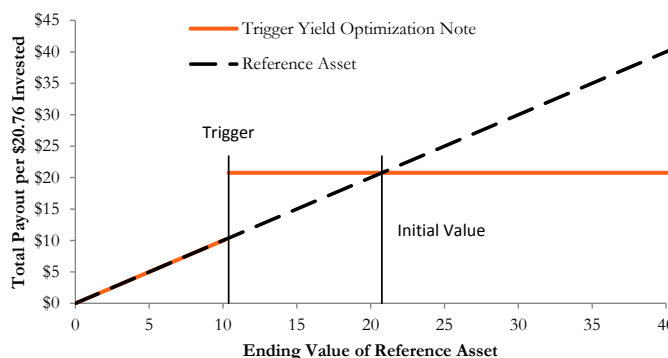 $45
$40
$35
$30
$25
$20
$15
$10
$5
$0
Total Payout per $20.76 Invested
Trigger Yield Optimization Note
Reference Asset
Trigger
Initial Value
0 5 10 15 20 25 30 35 40
Ending Value of Reference Asset